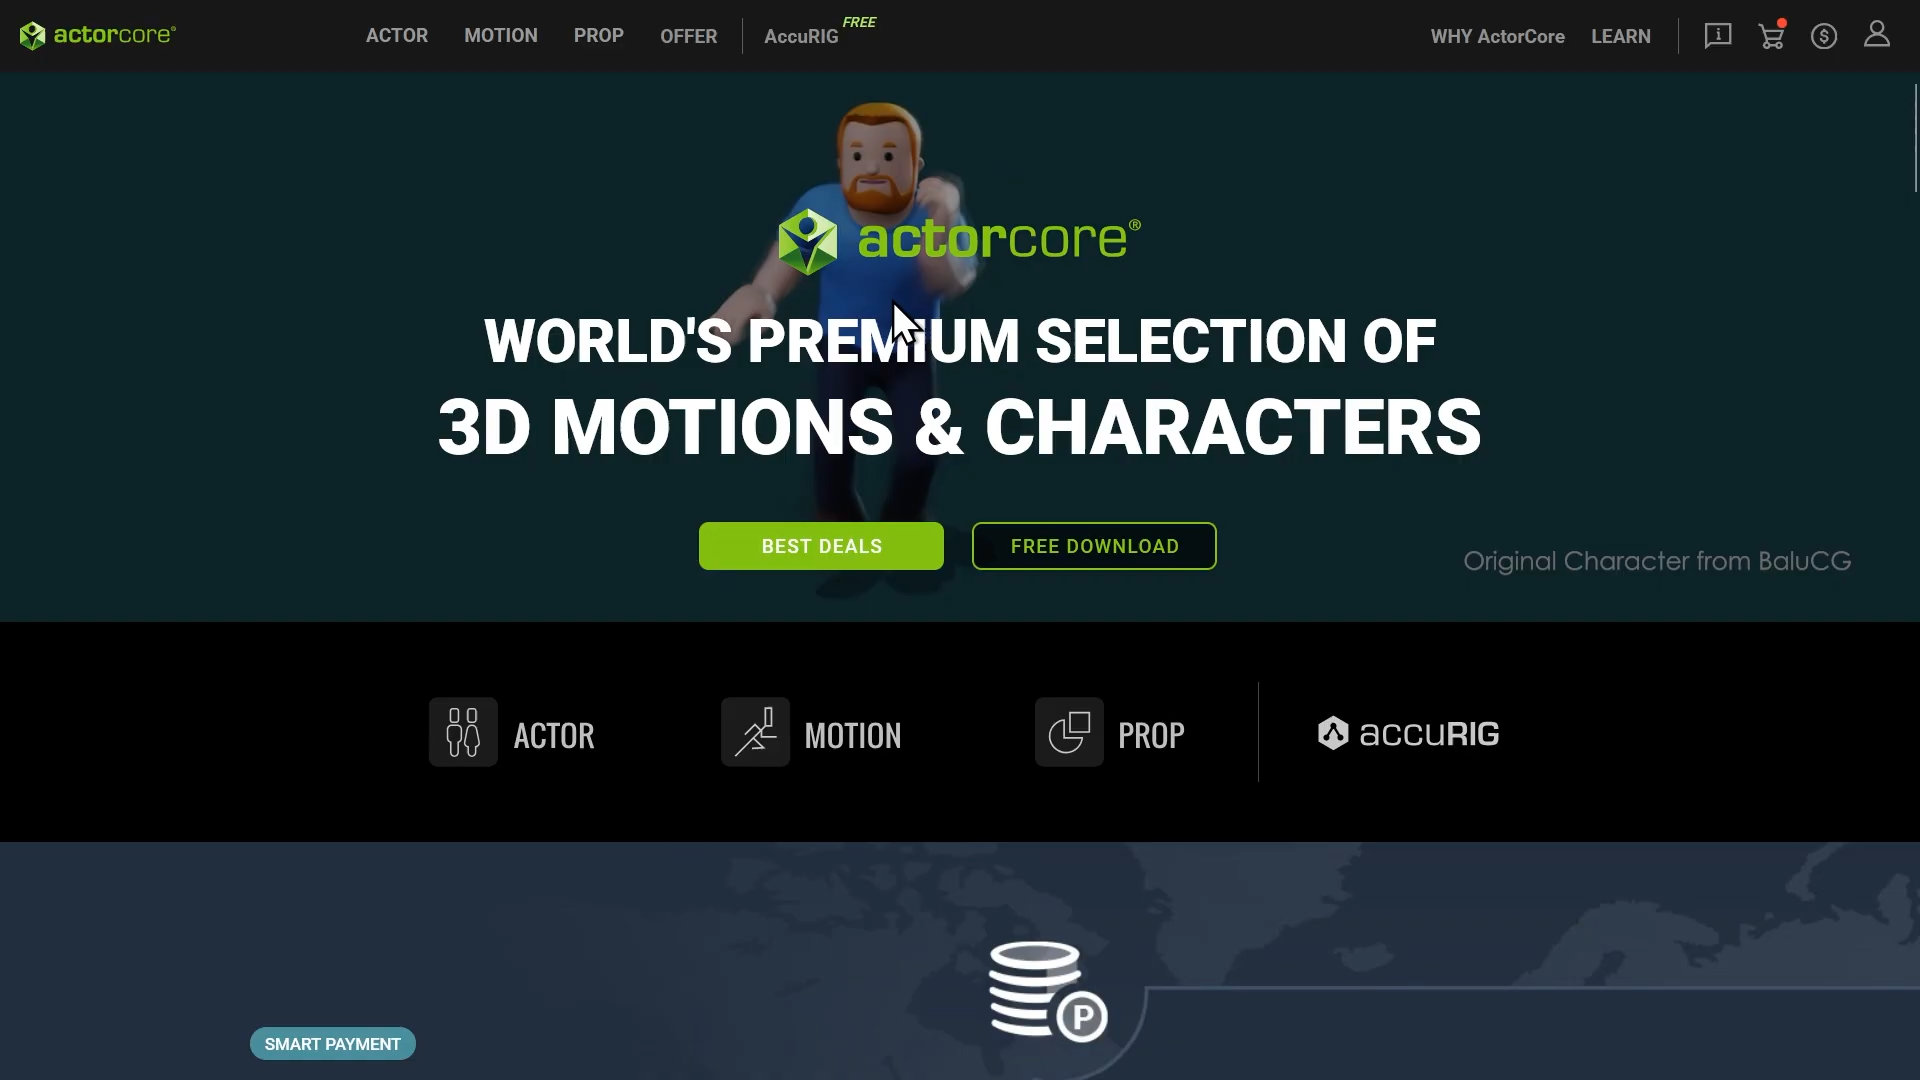 actorcore®
ACTOR
MOTION
PROP
OFFER
AccuRIG
FREE
WHY ActorCore
LEARN
actorcore®
WORLD'S PREMIUM SELECTION OF
3D MOTIONS & CHARACTERS
BEST DEALS
FREE DOWNLOAD
Original Character from BaluCG
ACTOR
MOTION
PROP
accuRIG
P
SMART PAYMENT